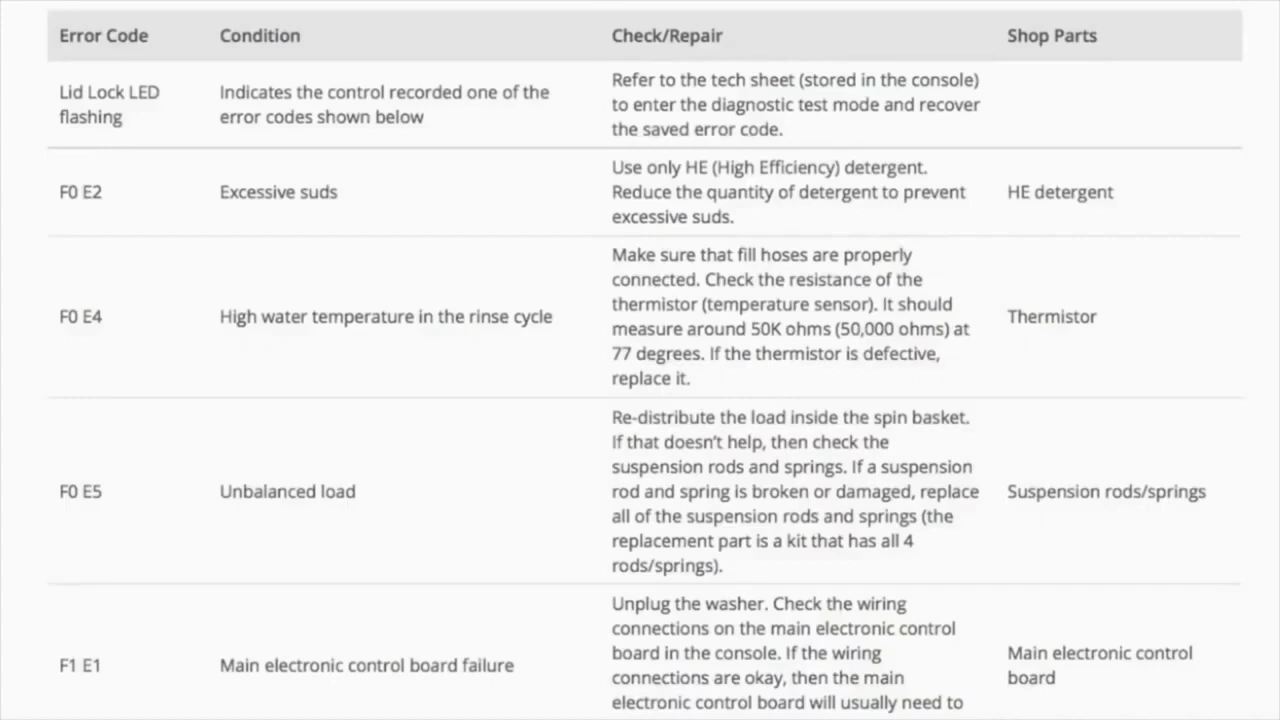 Error Code Condition Check/Repair Shop Parts
Lid Lock LED
flashing
Indicates the control recorded one of the
error codes shown below
Refer to the tech sheet (stored in the console)
to enter the diagnostic test mode and recover
the saved error code.
F0 E2
Excessive suds
Use only HE (High Efficiency) detergent.
Reduce the quantity of detergent to prevent
excessive suds.
HE detergent
F0 E4
High water temperature in the rinse cycle
Make sure that fill hoses are properly
connected. Check the resistance of the
thermistor (temperature sensor). It should
measure around 50K ohms (50,000 ohms) at
77 degrees. If the thermistor is defective,
replace it.
Thermistor
F0 E5
Unbalanced load
Re-distribute the load inside the spin basket.
If that doesn't help, then check the
suspension rods and springs. If a suspension
rod and spring is broken or damaged, replace
all of the suspension rods and springs (the
replacement part is a kit that has all 4
rods/springs).
Suspension rods/springs
F1 E1
Main electronic control board failure
Unplug the washer. Check the wiring
connections on the main electronic control
board in the console. If the wiring
connections are okay, then the main
electronic control board will usually need to
Main electronic control
board